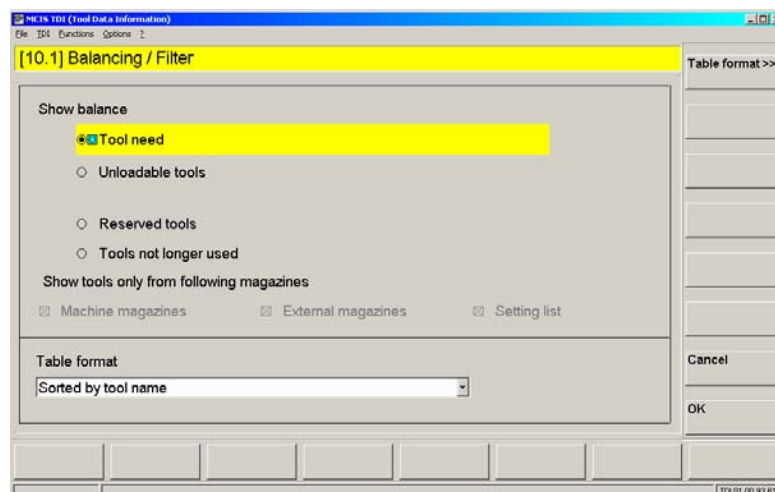 MCIS TDI (Tool Data Information)
File TDI Functions Options ?
[10.1] Balancing / Filter
Table format >>
Show balance
Tool need
Unloadable tools
Reserved tools
Tools not longer used
Show tools only from following magazines
Machine magazines External magazines Setting list
Table format
Cancel
Sorted by tool name
OK